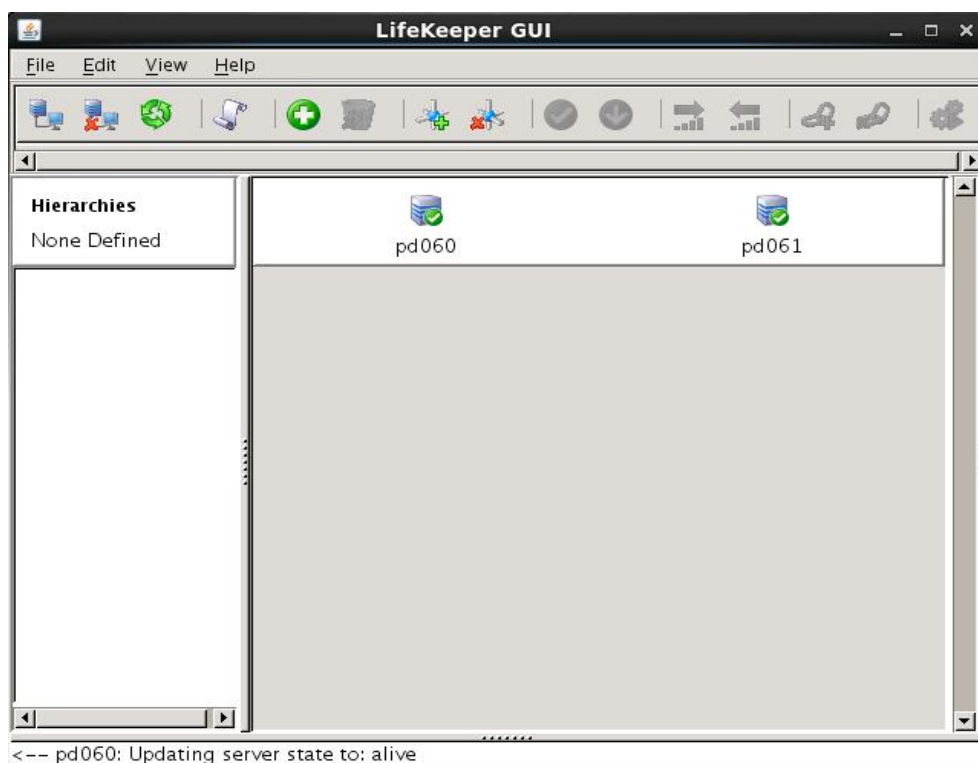 LifeKeeper GUI
File Edit View Help
Hierarchies
None Defined
pd060 pd061
<-- pd060: Updating server state to: alive